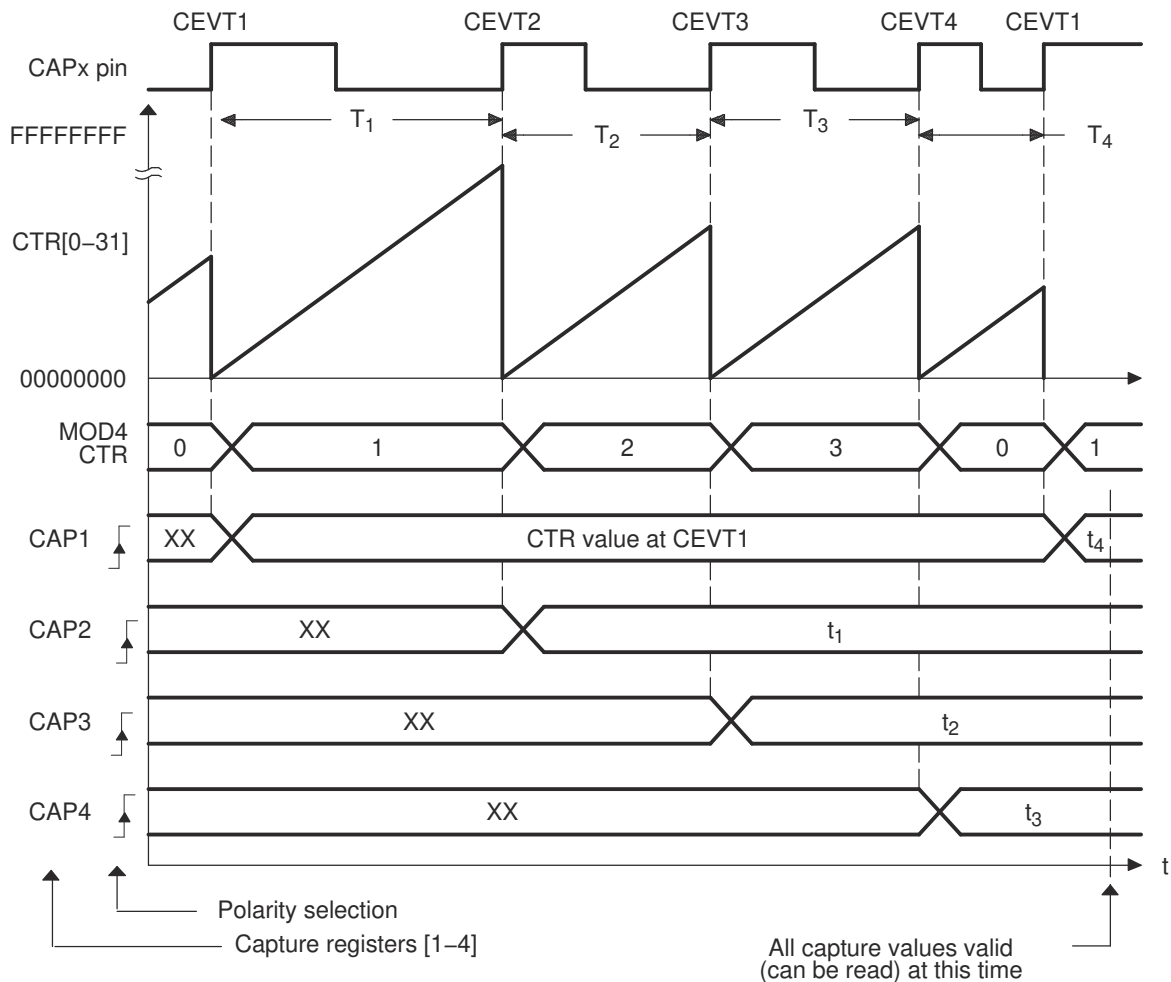 CEVT1 CEVT2 CEVT3 CEVT4 CEVT1
CAPx pin
T1 T3
FFFFFFFF T2 T4
CTR[0−31]
00000000
MOD4
CTR 0 1 2 3 0 1
CAP1 XX CTR value at CEVT1 t4
CAP2 XX t1
CAP3 XX t2
CAP4 XX t3
t
Polarity selection
Capture registers [1−4]
All capture values valid
(can be read) at this time